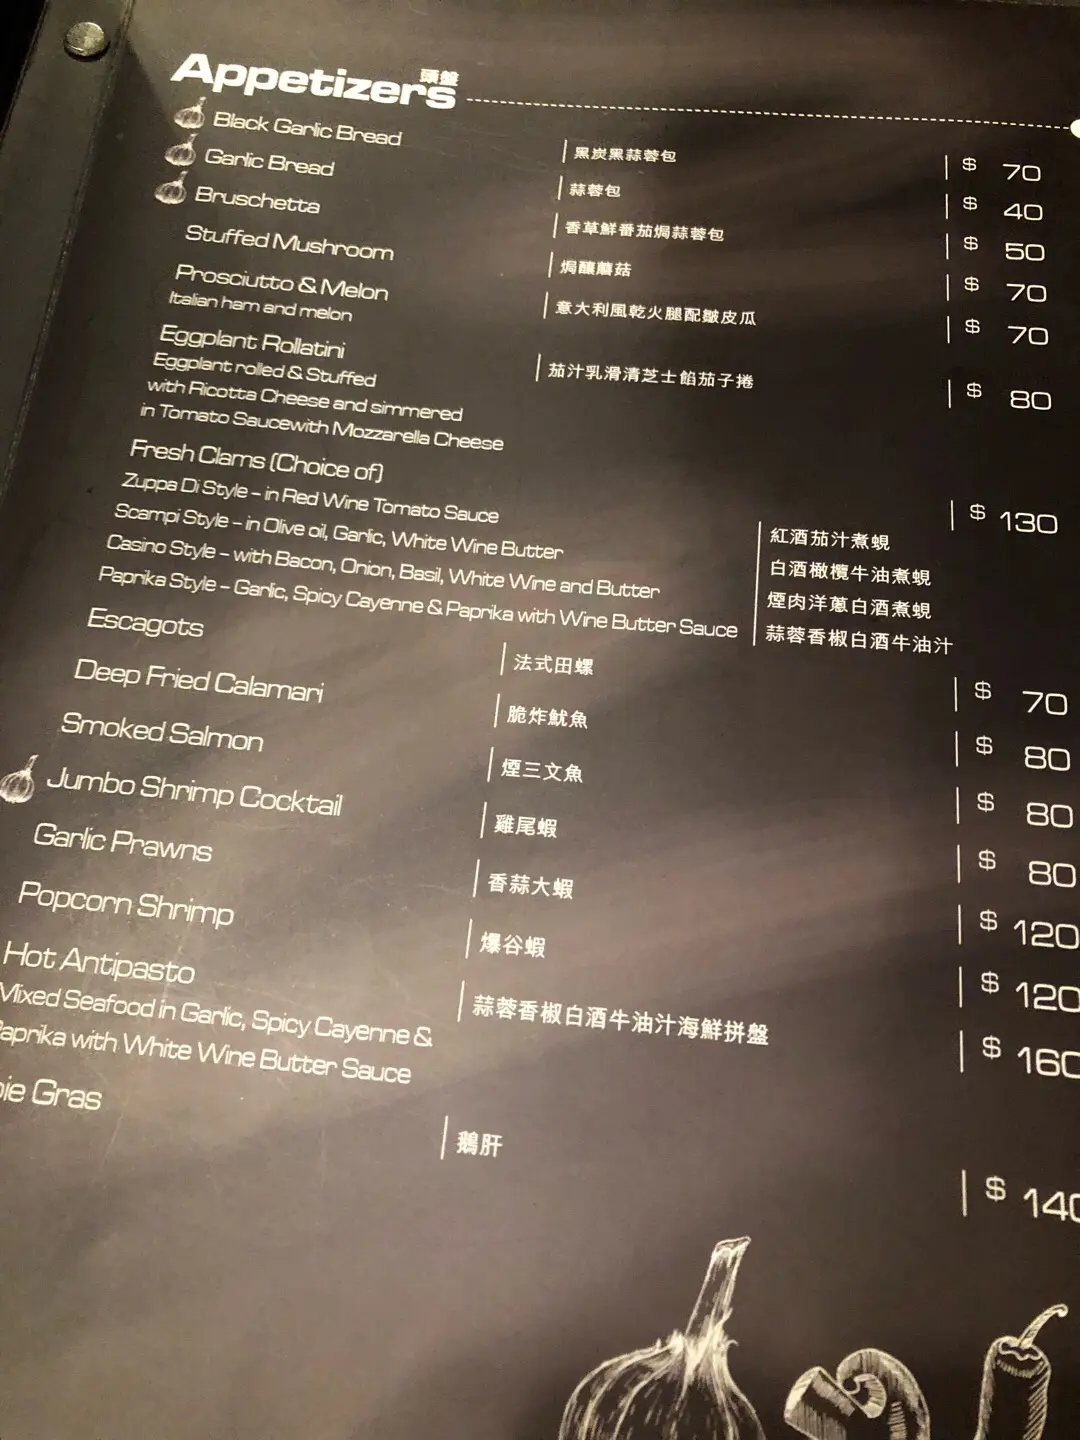 Appetizers 頭盤
Black Garlic Bread 黑炭黑蒜蓉包 $ 70
Garlic Bread 蒜蓉包 $ 40
Bruschetta 香草鮮番茄焗蒜蓉包 $ 50
Stuffed Mushroom 焗釀蘑菇 $ 70
Prosciutto & Melon 意大利風乾火腿配皺皮瓜 $ 70
Italian ham and melon
Eggplant Rollatini 茄汁乳滑清芝士餡茄子捲 $ 80
Eggplant rolled & Stuffed
with Ricotta Cheese and simmered
in Tomato Saucewith Mozzarella Cheese
Fresh Clams (Choice of) $ 130
Zuppa Di Style – in Red Wine Tomato Sauce 紅酒茄汁煮蜆
Scampi Style – in Olive oil, Garlic, White Wine Butter 白酒橄欖牛油煮蜆
Casino Style – with Bacon, Onion, Basil, White Wine and Butter 煙肉洋蔥白酒煮蜆
Paprika Style – Garlic, Spicy Cayenne & Paprika with Wine Butter Sauce 蒜蓉香椒白酒牛油汁
Escagots 法式田螺 $ 70
Deep Fried Calamari 脆炸魷魚 $ 80
Smoked Salmon 煙三文魚 $ 80
Jumbo Shrimp Cocktail 雞尾蝦 $ 80
Garlic Prawns 香蒜大蝦 $ 120
Popcorn Shrimp 爆谷蝦 $ 120
Hot Antipasto 蒜蓉香椒白酒牛油汁海鮮拼盤 $ 160
Mixed Seafood in Garlic, Spicy Cayenne &
Paprika with White Wine Butter Sauce
oie Gras 鵝肝 $ 140